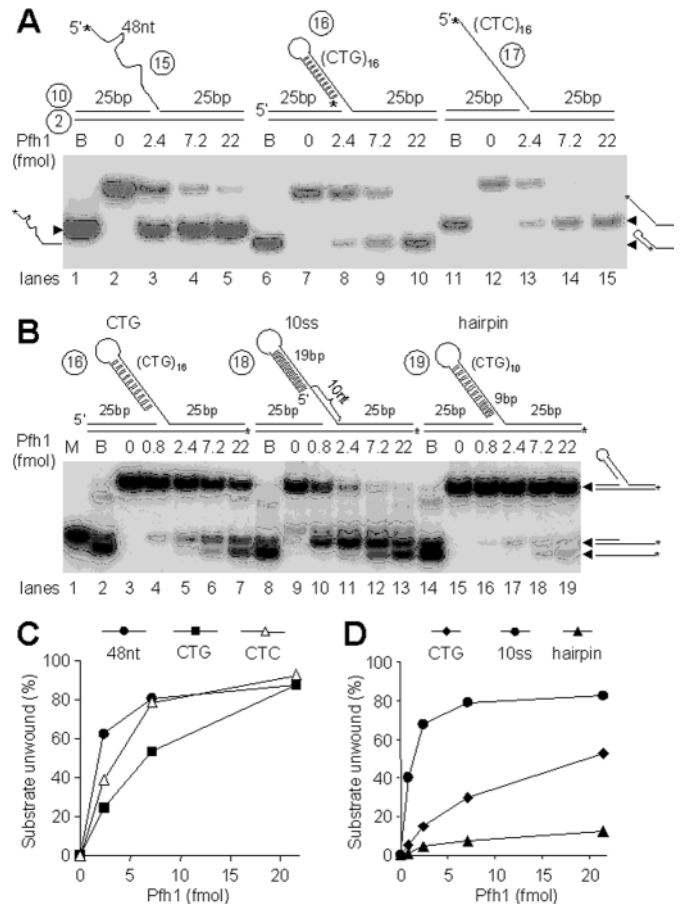 A
5'* 48nt 16 5'* (CTC)16
15 (CTG)16 17
*
10 25bp 25bp 25bp 25bp 25bp 25bp
2 5'
Pfh1 B 0 2.4 7.2 22 B 0 2.4 7.2 22 B 0 2.4 7.2 22
(fmol)
*
*
*
lanes 1 2 3 4 5 6 7 8 9 10 11 12 13 14 15
B CTG 10ss hairpin
16 (CTG)16 18 19bp 19 (CTG)10
5' 10nt 9bp
5' 25bp 25bp 25bp 25bp 25bp 25bp
* * *
Pfh1
(fmol)
M B 0 0.8 2.4 7.2 22 B 0 0.8 2.4 7.2 22 B 0 0.8 2.4 7.2 22
*
*
*
lanes 1 2 3 4 5 6 7 8 9 10 11 12 13 14 15 16 17 18 19
C
48nt CTG CTC
Substrate unwound (%)
100
80
60
40
20
0
0 5 10 15 20
Pfh1 (fmol)
D
CTG 10ss hairpin
Substrate unwound (%)
100
80
60
40
20
0
0 5 10 15 20
Pfh1 (fmol)